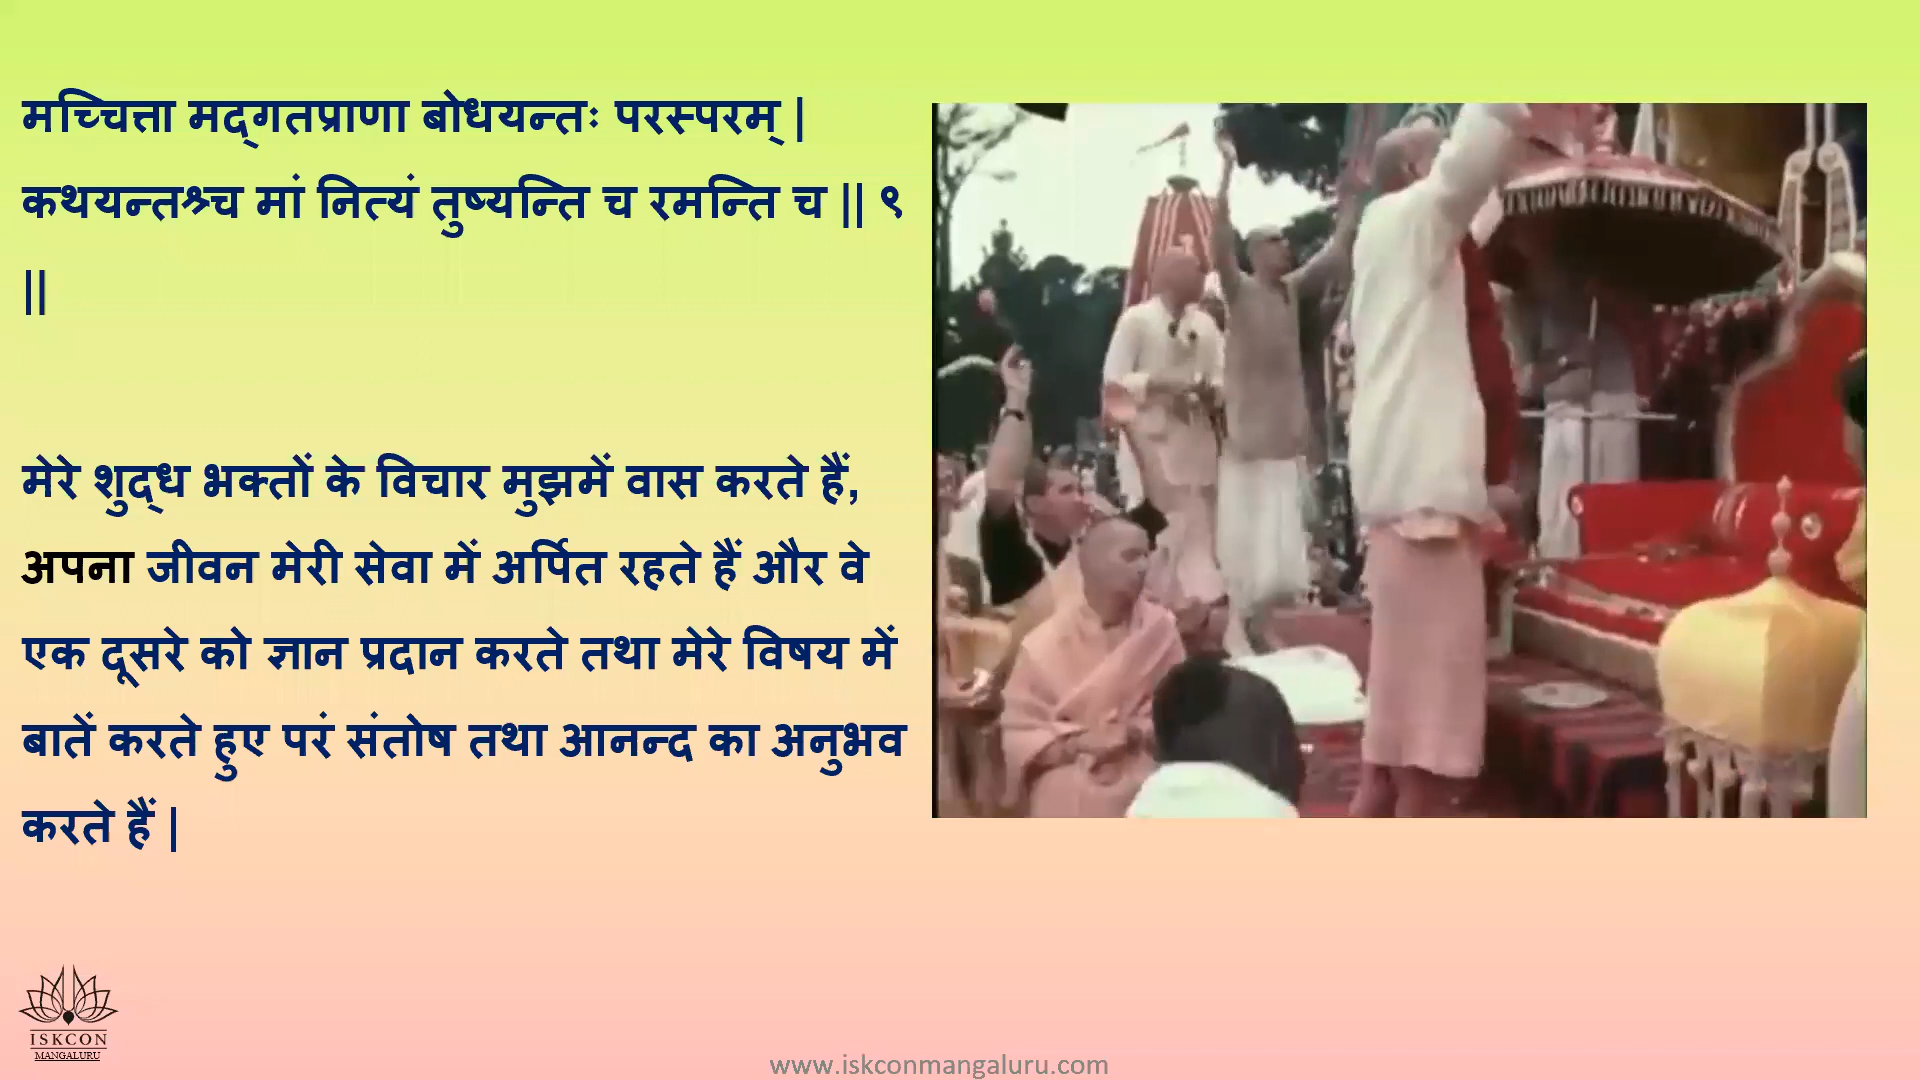 मच्चित्ता मद्‌गतप्राणा बोधयन्तः परस्परम् |
कथयन्तश्र्च मां नित्यं तुष्यन्ति च रमन्ति च || ९
||
मेरे शुद्ध भक्तों के विचार मुझमें वास करते हैं,
अपना जीवन मेरी सेवा में अर्पित रहते हैं और वे
एक दूसरे को ज्ञान प्रदान करते तथा मेरे विषय में
बातें करते हुए परं संतोष तथा आनन्द का अनुभव
करते हैं |
ISKCON
MANGALURU
www.iskconmangaluru.com